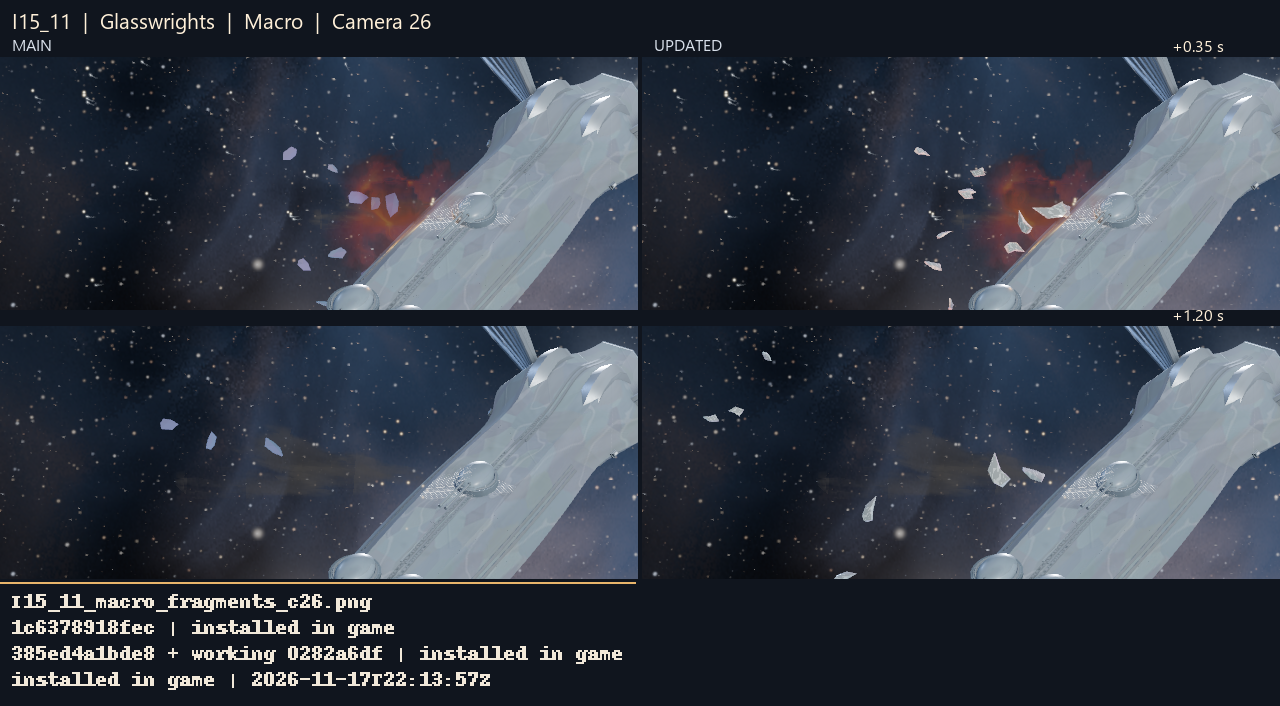 I15_11 | Glasswrights | Macro | Camera 26
MAIN
UPDATED
+0.35 s
+1.20 s
I15_11_macro_fragments_c26.png
1c6378918fec | installed in game
385ed4a1bde8 + working 0282a6df | installed in game
installed in game | 2026-11-17T22:13:57Z